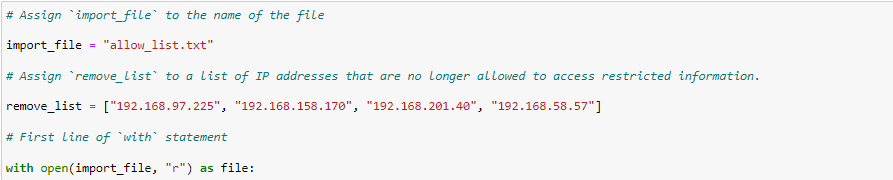 # Assign `import_file` to the name of the file
import_file = "allow_list.txt"
# Assign `remove_list` to a list of IP addresses that are no longer allowed to access restricted information.
remove_list = ["192.168.97.225", "192.168.158.170", "192.168.201.40", "192.168.58.57"]
# First line of `with` statement
with open(import_file, "r") as file: